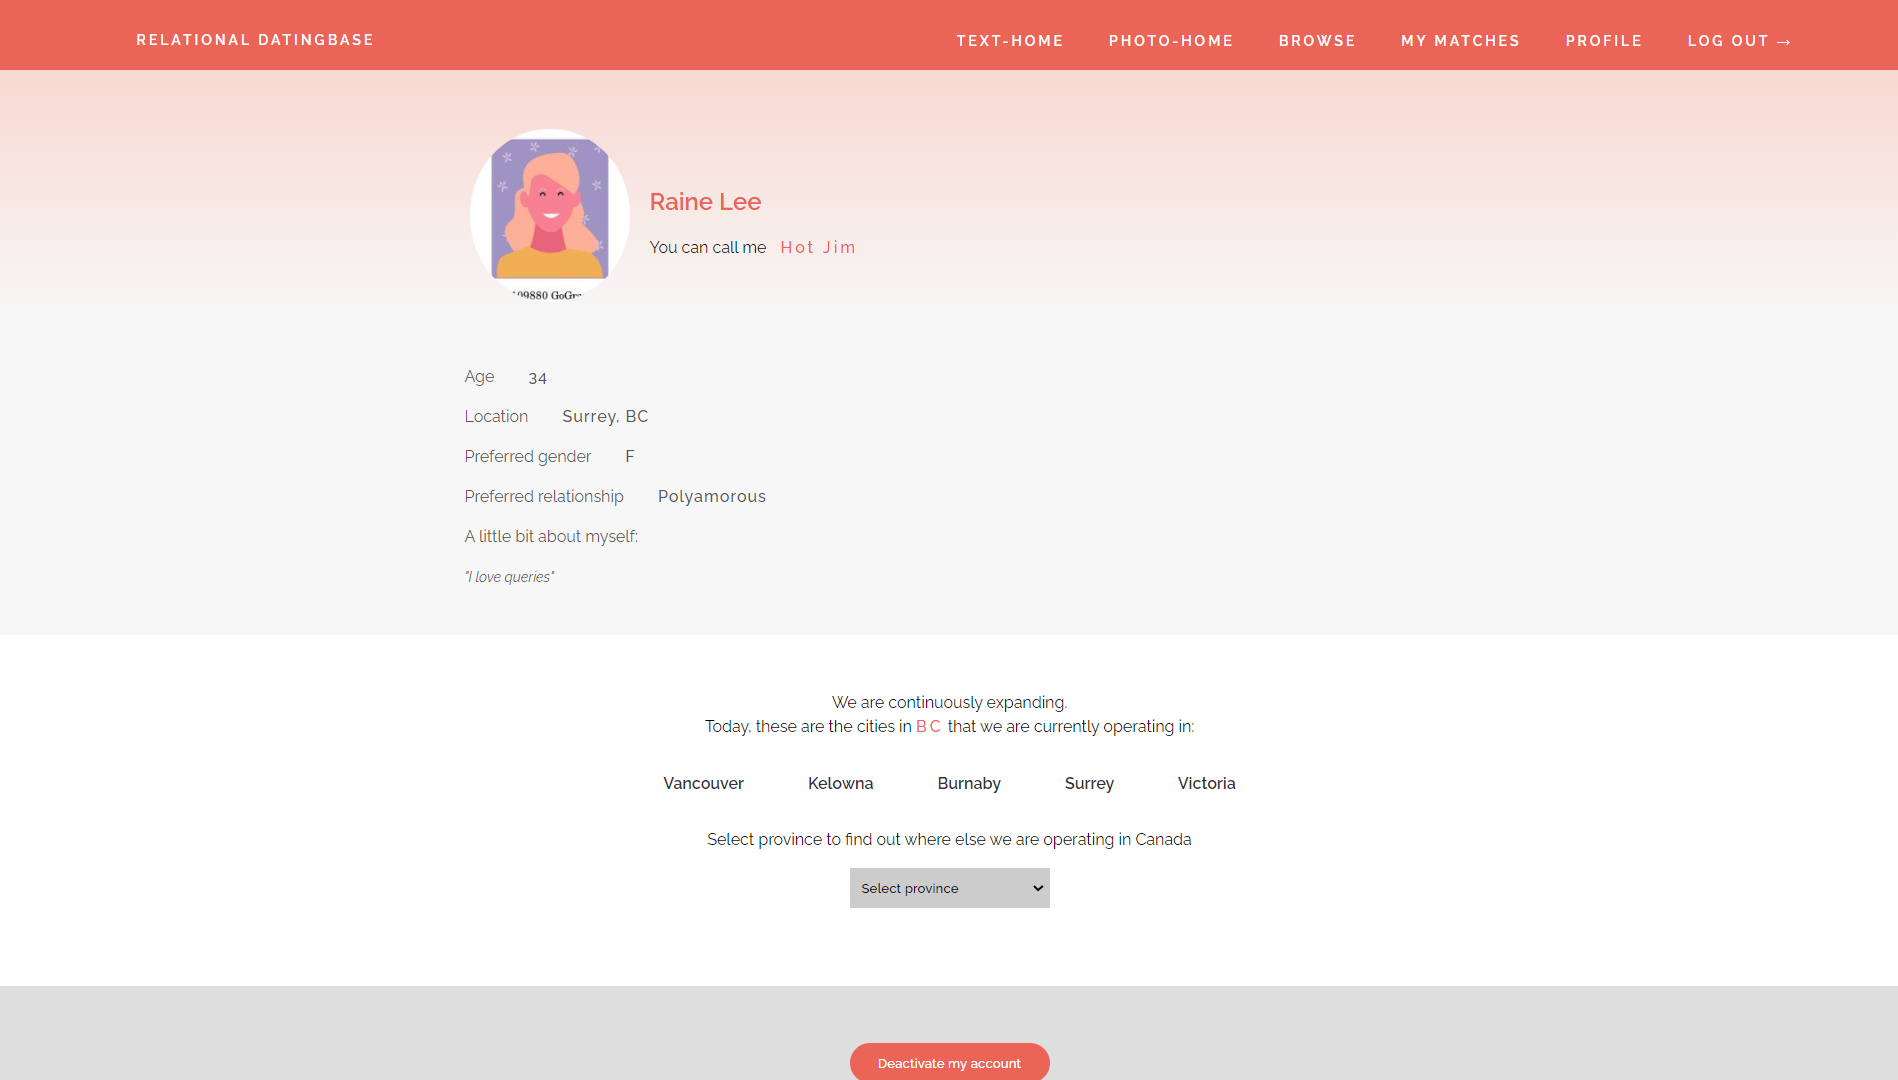 RELATIONAL DATINGBASE
TEXT-HOME PHOTO-HOME BROWSE MY MATCHES PROFILE LOG OUT →
Raine Lee
You can call me Hot Jim
09880 GoGr
Age 34
Location Surrey, BC
Preferred gender F
Preferred relationship Polyamorous
A little bit about myself:
"I love queries"
We are continuously expanding.
Today, these are the cities in BC that we are currently operating in:
Vancouver Kelowna Burnaby Surrey Victoria
Select province to find out where else we are operating in Canada
Select province
Deactivate my account